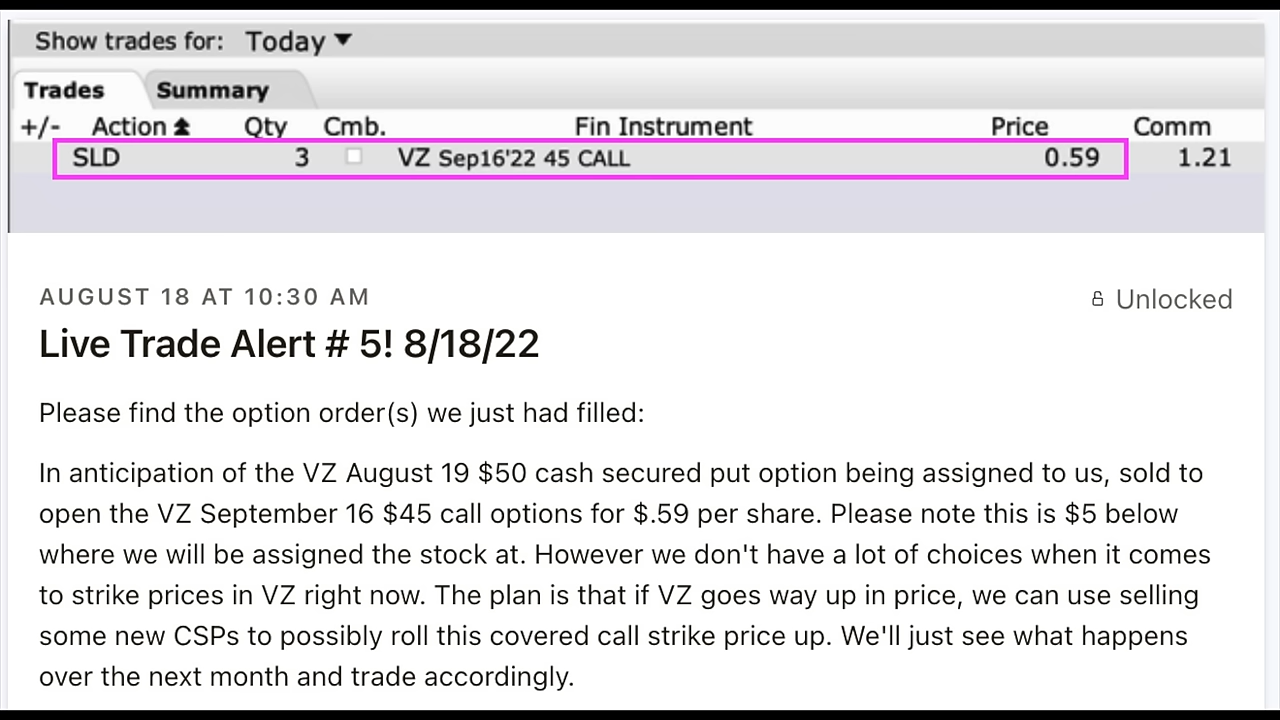 Show trades for: Today ▼
Trades Summary
+/- Action Qty Cmb. Fin Instrument Price Comm
SLD 3 VZ Sep16'22 45 CALL 0.59 1.21
AUGUST 18 AT 10:30 AM Unlocked
Live Trade Alert # 5! 8/18/22
Please find the option order(s) we just had filled:
In anticipation of the VZ August 19 $50 cash secured put option being assigned to us, sold to
open the VZ September 16 $45 call options for $.59 per share. Please note this is $5 below
where we will be assigned the stock at. However we don't have a lot of choices when it comes
to strike prices in VZ right now. The plan is that if VZ goes way up in price, we can use selling
some new CSPs to possibly roll this covered call strike price up. We'll just see what happens
over the next month and trade accordingly.